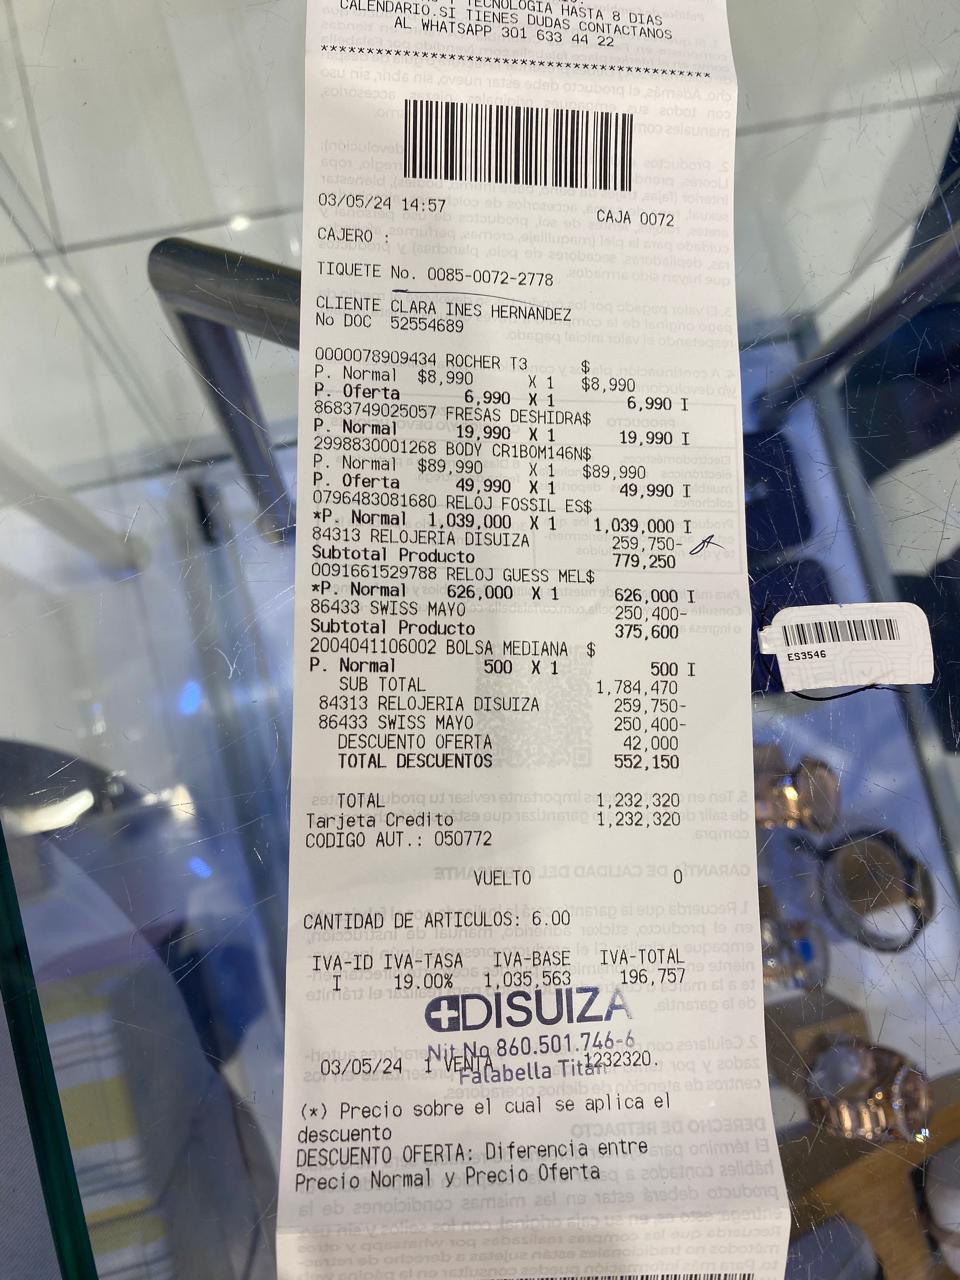 TECNOLOGIA HASTA 8 DIAS
CALENDARIO.SI TIENES DUDAS CONTACTANOS
AL WHATSAPP 301 633 44 22
03/05/24 14:57 CAJA 0072
CAJERO :
TIQUETE No. 0085-0072-2778
CLIENTE CLARA INES HERNANDEZ
No DOC 52554689
0000078909434 ROCHER T3 $
P. Normal $8,990 X 1 $8,990
P. Oferta 6,990 X 1 6,990 I
8683749025057 FRESAS DESHIDRA$
P. Normal 19,990 X 1 19,990 I
2998830001268 BODY CR1BOM146N$
P. Normal $89,990 X 1 $89,990
P. Oferta 49,990 X 1 49,990 I
0796483081680 RELOJ FOSSIL ES$
*P. Normal 1,039,000 X 1 1,039,000 I
84313 RELOJERIA DISUIZA 259,750-
Subtotal Producto 779,250
0091661529788 RELOJ GUESS MEL$
*P. Normal 626,000 X 1 626,000 I
86433 SWISS MAYO 250,400-
Subtotal Producto 375,600
2004041106002 BOLSA MEDIANA $
P. Normal 500 X 1 500 I
SUB TOTAL 1,784,470
84313 RELOJERIA DISUIZA 259,750-
86433 SWISS MAYO 250,400-
DESCUENTO OFERTA 42,000
TOTAL DESCUENTOS 552,150
TOTAL 1,232,320
Tarjeta Credito 1,232,320
CODIGO AUT.: 050772
VUELTO 0
CANTIDAD DE ARTICULOS: 6.00
IVA-ID IVA-TASA IVA-BASE IVA-TOTAL
I 19.00% 1,035,563 196,757
DISUIZA
Nit No 860.501.746-6
03/05/24 1 VENTA 1232320.
Falabella Titán
(*) Precio sobre el cual se aplica el
descuento
DESCUENTO OFERTA: Diferencia entre
Precio Normal y Precio Oferta
ES3546